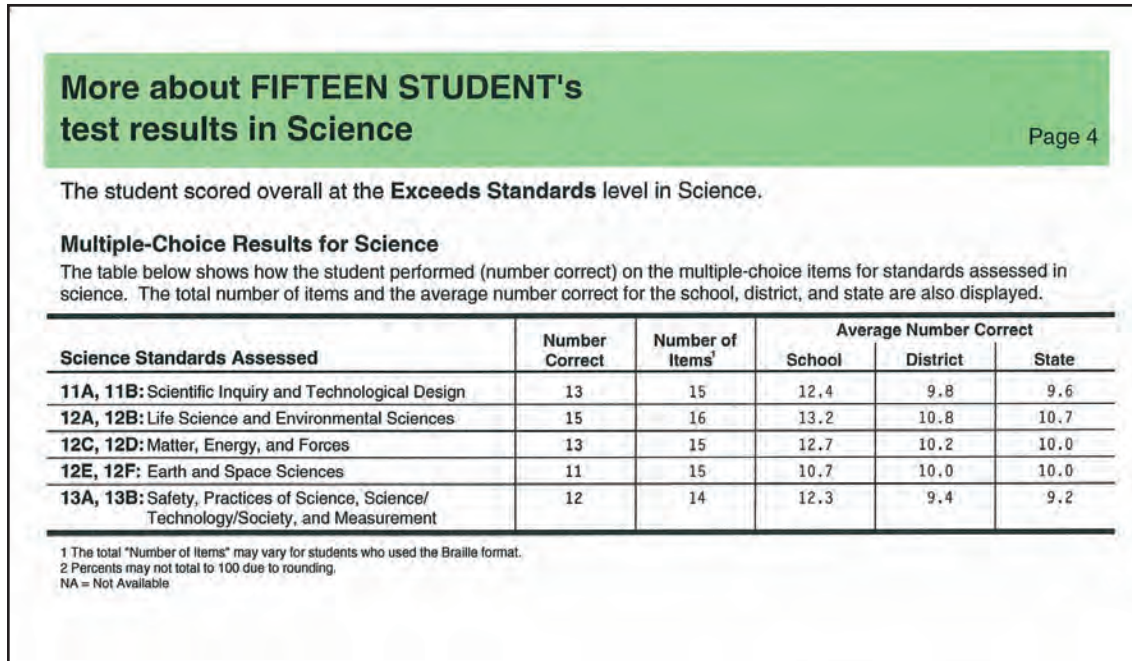 More about FIFTEEN STUDENT's
test results in Science
Page 4
The student scored overall at the Exceeds Standards level in Science.
Multiple-Choice Results for Science
The table below shows how the student performed (number correct) on the multiple-choice items for standards assessed in
science. The total number of items and the average number correct for the school, district, and state are also displayed.
Science Standards Assessed Number Correct Number of Items¹ Average Number Correct School District State
11A, 11B: Scientific Inquiry and Technological Design 13 15 12.4 9.8 9.6
12A, 12B: Life Science and Environmental Sciences 15 16 13.2 10.8 10.7
12C, 12D: Matter, Energy, and Forces 13 15 12.7 10.2 10.0
12E, 12F: Earth and Space Sciences 11 15 10.7 10.0 10.0
13A, 13B: Safety, Practices of Science, Science/ 12 14 12.3 9.4 9.2
Technology/Society, and Measurement
1 The total "Number of Items" may vary for students who used the Braille format.
2 Percents may not total to 100 due to rounding.
NA = Not Available